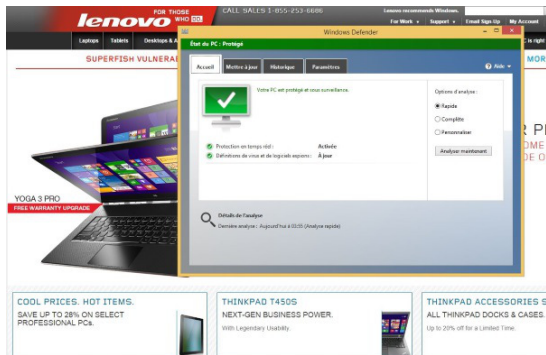 lenovo
FOR THOSE
WHO DO.
CALL SALES 1-855-253-6686
Lenovo recommends Windows.
For Work
Support
Email Sign-Up
My Account
Laptops
Tablets
Desktops & A
is right
SUPERFISH VULNERA
MOR
Windows Defender
État du PC : Protégé
Accueil
Mettre à jour
Historique
Paramètres
Aide
Votre PC est protégé et sous surveillance.
Options d'analyse :
Rapide
Complète
Personnaliser
Analyser maintenant
Protection en temps réel :
Activée
Définitions de virus et de logiciels espions :
À jour
Détails de l'analyse
Dernière analyse : Aujourd'hui à 03:55 (Analyse rapide)
YOGA 3 PRO
FREE WARRANTY UPGRADE
COOL PRICES. HOT ITEMS.
SAVE UP TO 28% ON SELECT
PROFESSIONAL PCs.
THINKPAD T450S
NEXT-GEN BUSINESS POWER.
With Legendary Usability.
THINKPAD ACCESSORIES S
ALL THINKPAD DOCKS & CASES.
Up to 20% off for a Limited Time.